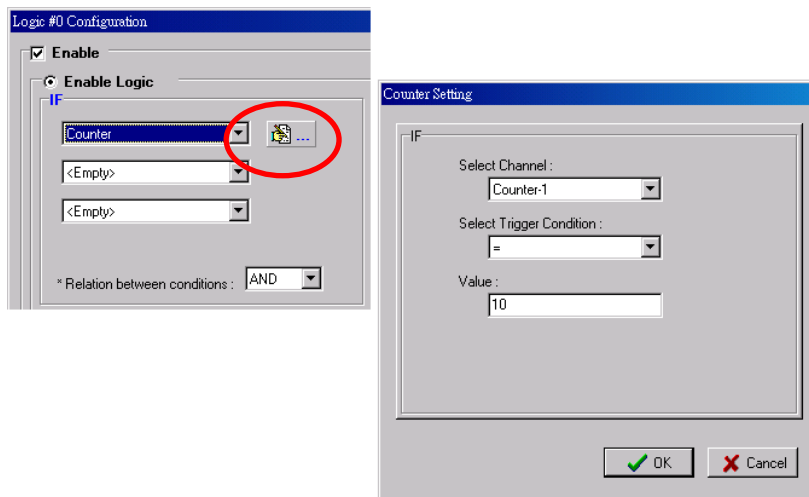 Logic #0 Configuration
Enable
Enable Logic
IF
Counter
...
<Empty>
<Empty>
* Relation between conditions :
AND
Counter Setting
IF
Select Channel :
Counter-1
Select Trigger Condition :
=
Value :
10
OK
Cancel